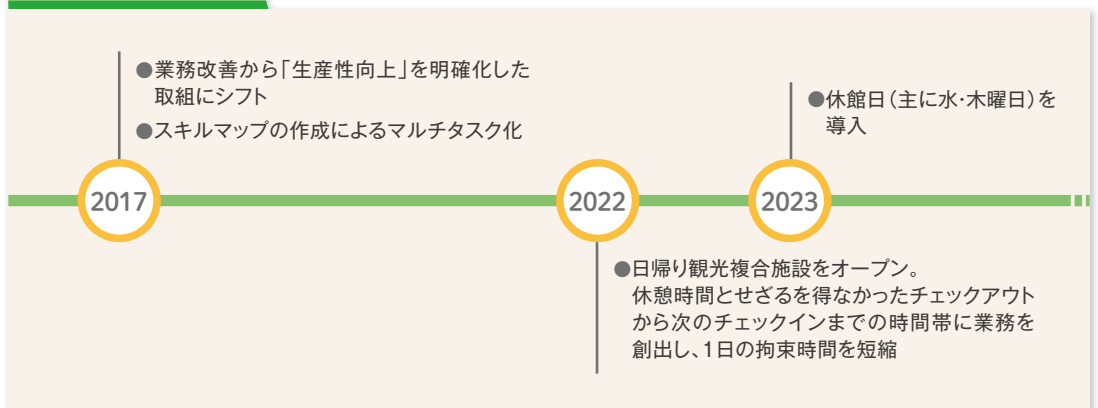 ●業務改善から「生産性向上」を明確化した
取組にシフト
●スキルマップの作成によるマルチタスク化
●休館日(主に水・木曜日)を
導入
2017
2022
2023
●日帰り観光複合施設をオープン。
休憩時間とせざるを得なかったチェックアウト
から次のチェックインまでの時間帯に業務を
創出し、1日の拘束時間を短縮